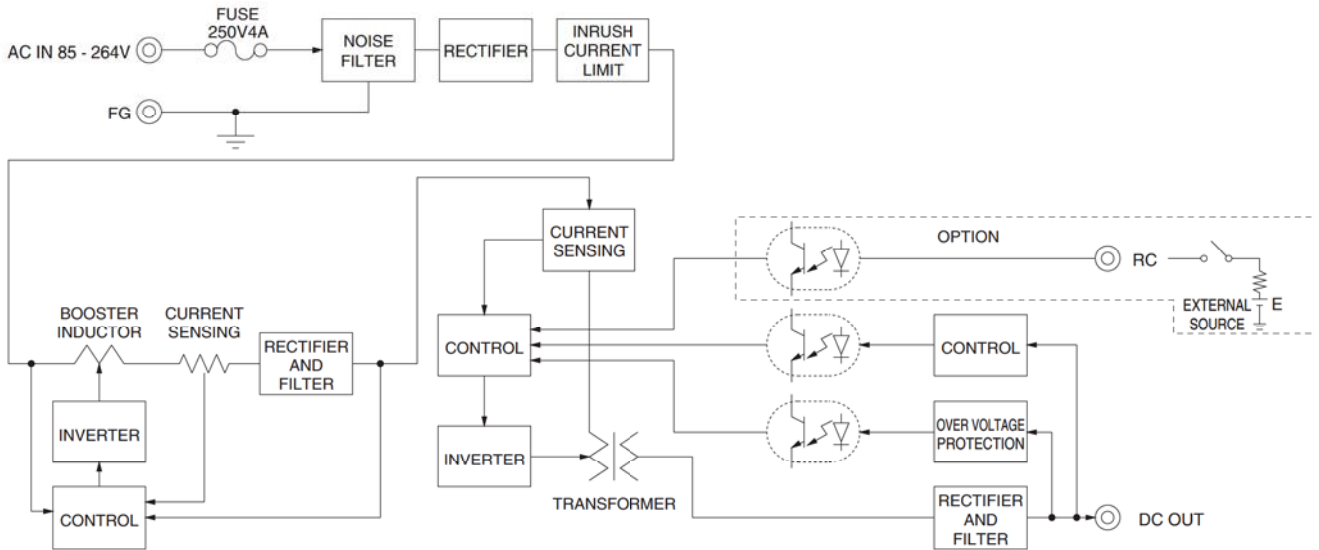 FUSE
250V4A
AC IN 85 - 264V
NOISE
FILTER
RECTIFIER
INRUSH
CURRENT
LIMIT
FG
CURRENT
SENSING
OPTION
RC
EXTERNAL
SOURCE
E
BOOSTER
INDUCTOR
CURRENT
SENSING
RECTIFIER
AND
FILTER
CONTROL
CONTROL
INVERTER
OVER VOLTAGE
PROTECTION
INVERTER
TRANSFORMER
CONTROL
RECTIFIER
AND
FILTER
DC OUT